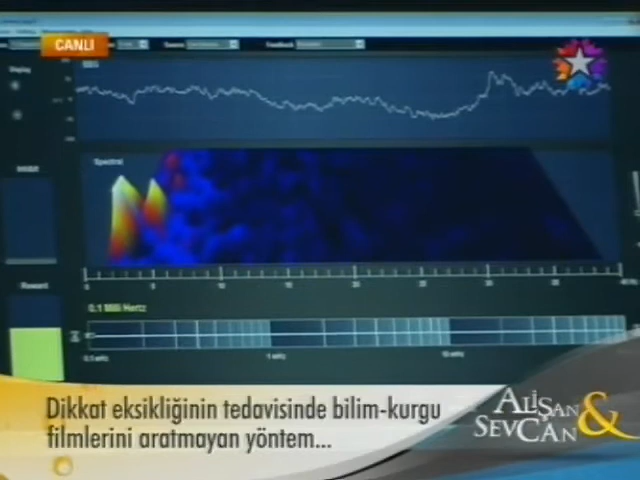 CANLI
Spectral
Reward
0.1 Milli Hertz
Dikkat eksikliğinin tedavisinde bilim-kurgu
filmlerini aratmayan yöntem...
ALİŞAN
&
SEVCAN